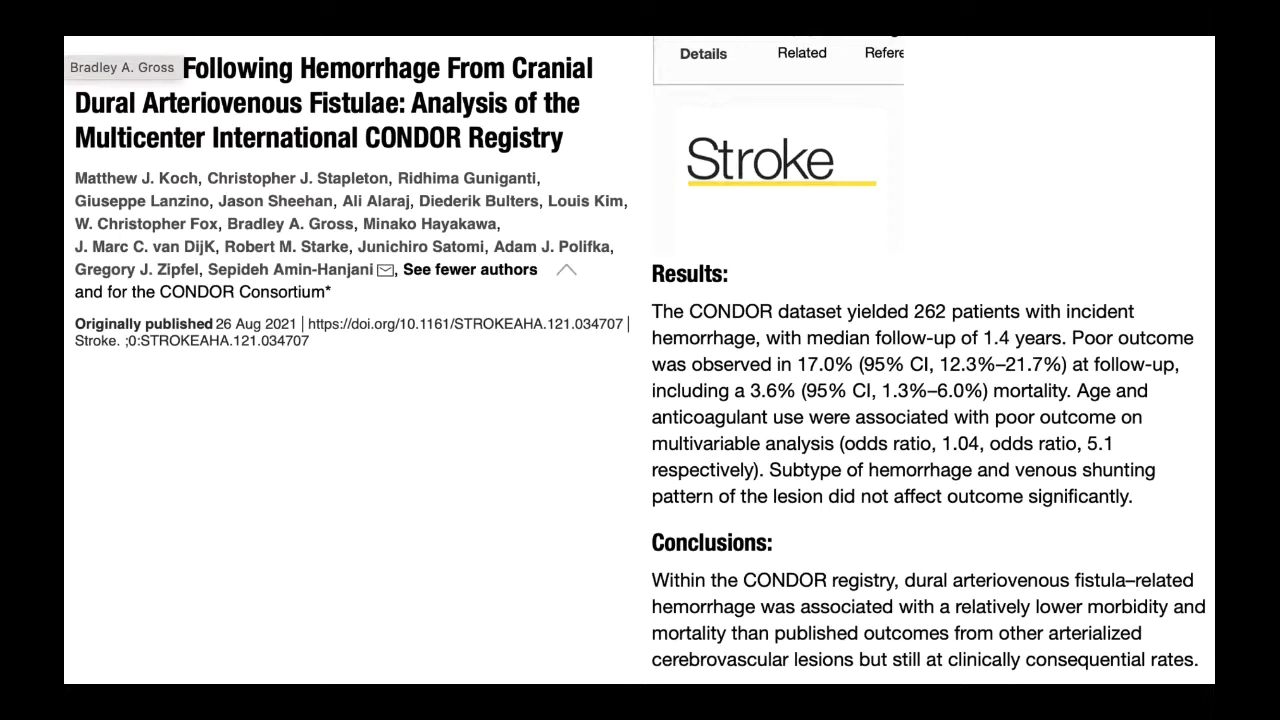 Bradley A. Gross
Following Hemorrhage From Cranial
Dural Arteriovenous Fistulae: Analysis of the
Multicenter International CONDOR Registry
Matthew J. Koch, Christopher J. Stapleton, Ridhima Guniganti,
Giuseppe Lanzino, Jason Sheehan, Ali Alaraj, Diederik Bulters, Louis Kim,
W. Christopher Fox, Bradley A. Gross, Minako Hayakawa,
J. Marc C. van DijK, Robert M. Starke, Junichiro Satomi, Adam J. Polifka,
Gregory J. Zipfel, Sepideh Amin-Hanjani, See fewer authors
and for the CONDOR Consortium*
Originally published 26 Aug 2021 | https://doi.org/10.1161/STROKEAHA.121.034707 |
Stroke. ;0:STROKEAHA.121.034707
Details Related Refere
Stroke
Results:
The CONDOR dataset yielded 262 patients with incident
hemorrhage, with median follow-up of 1.4 years. Poor outcome
was observed in 17.0% (95% CI, 12.3%–21.7%) at follow-up,
including a 3.6% (95% CI, 1.3%–6.0%) mortality. Age and
anticoagulant use were associated with poor outcome on
multivariable analysis (odds ratio, 1.04, odds ratio, 5.1
respectively). Subtype of hemorrhage and venous shunting
pattern of the lesion did not affect outcome significantly.
Conclusions:
Within the CONDOR registry, dural arteriovenous fistula–related
hemorrhage was associated with a relatively lower morbidity and
mortality than published outcomes from other arterialized
cerebrovascular lesions but still at clinically consequential rates.